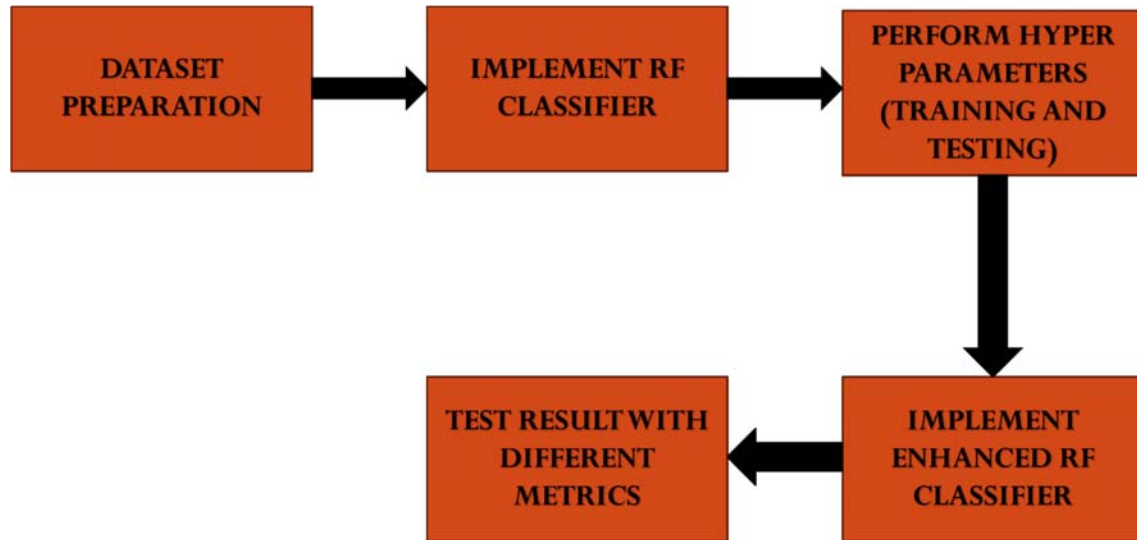 DATASET
PREPARATION
IMPLEMENT RF
CLASSIFIER
PERFORM HYPER
PARAMETERS
(TRAINING AND
TESTING)
IMPLEMENT
ENHANCED RF
CLASSIFIER
TEST RESULT WITH
DIFFERENT
METRICS